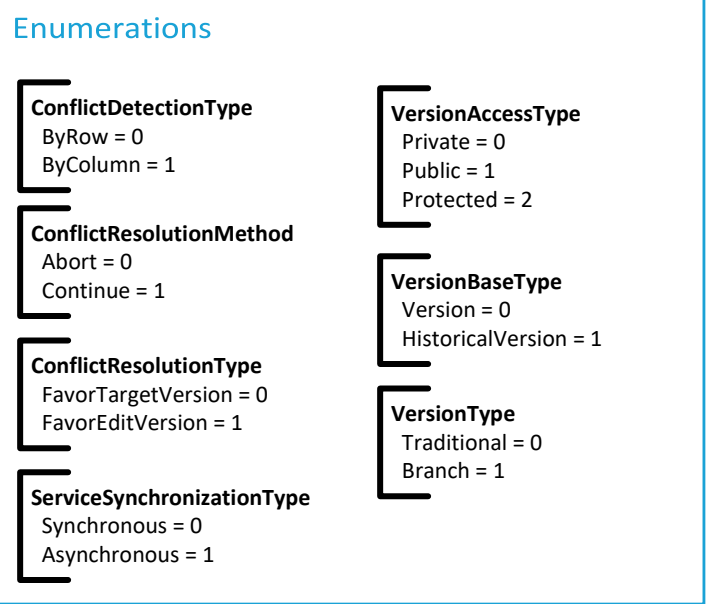 Enumerations
ConflictDetectionType
ByRow = 0
ByColumn = 1
ConflictResolutionMethod
Abort = 0
Continue = 1
ConflictResolutionType
FavorTargetVersion = 0
FavorEditVersion = 1
ServiceSynchronizationType
Synchronous = 0
Asynchronous = 1
VersionAccessType
Private = 0
Public = 1
Protected = 2
VersionBaseType
Version = 0
HistoricalVersion = 1
VersionType
Traditional = 0
Branch = 1